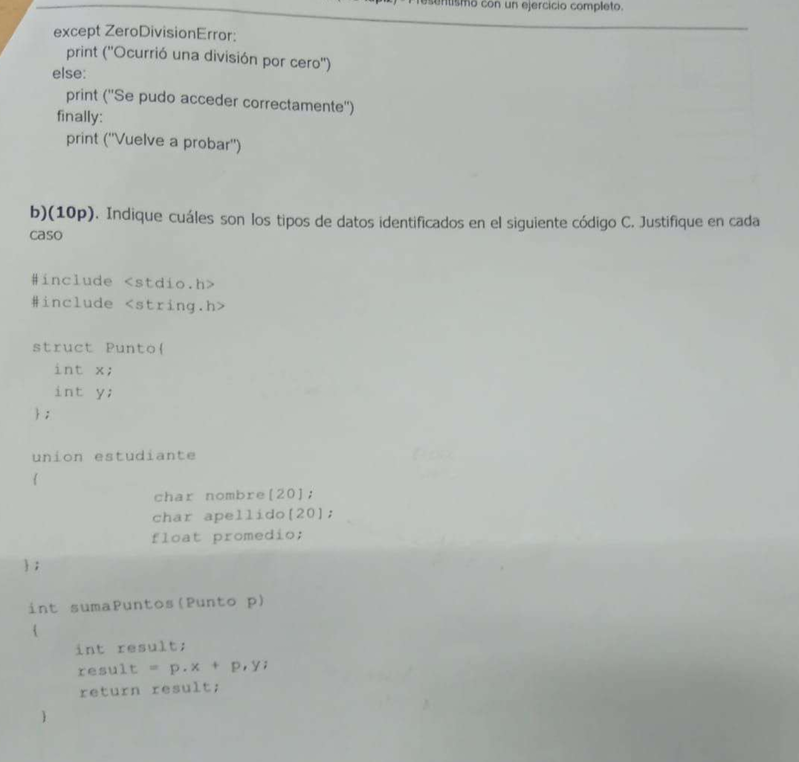 con un ejercicio completo.
except ZeroDivisionError:
print ("Ocurrió una división por cero")
else:
print ("Se pudo acceder correctamente")
finally:
print ("Vuelve a probar")
b)(10p). Indique cuáles son los tipos de datos identificados en el siguiente código C. Justifique en cada
caso
#include <stdio.h>
#include <string.h>
struct Punto{
int x;
int y;
};
union estudiante
{
char nombre[20];
char apellido[20];
float promedio;
};
int sumaPuntos(Punto p)
{
int result;
result = p.x + p,y;
return result;
}